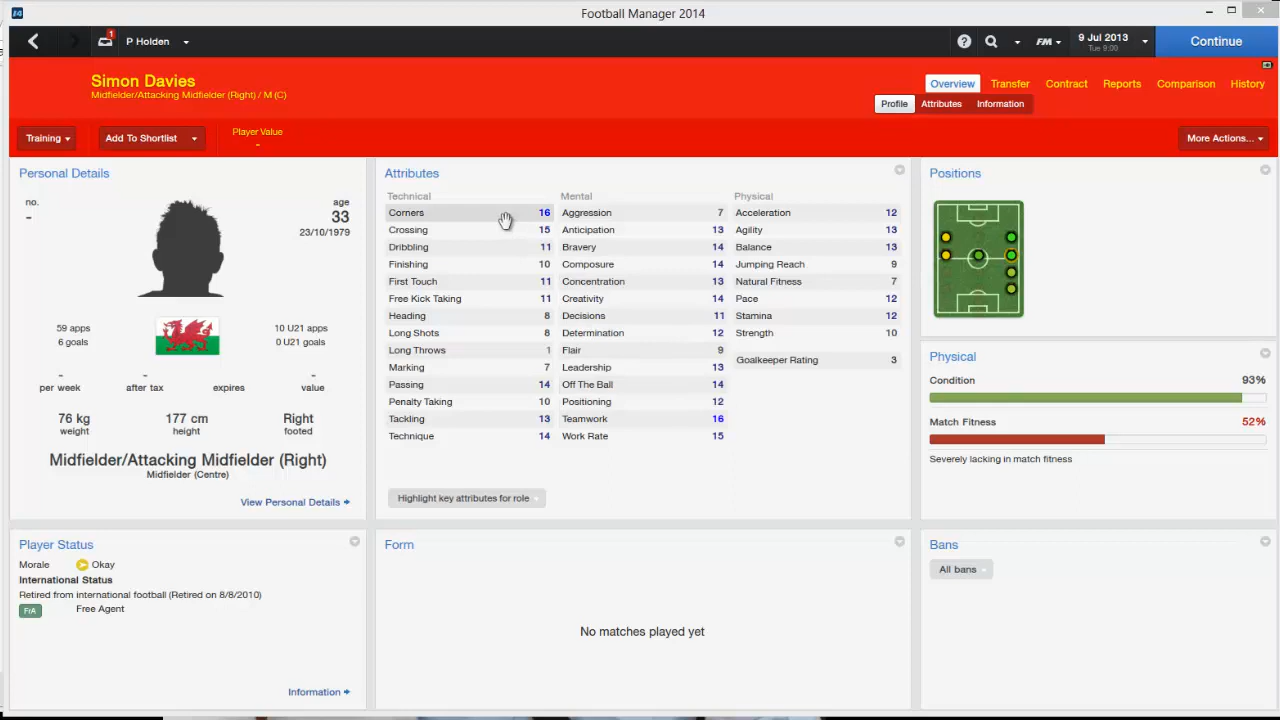 14 Football Manager 2014
1 P Holden FM 9 Jul 2013 Continue
Tue 9:00
Simon Davies
Midfielder/Attacking Midfielder (Right) / M (C)
Overview Transfer Contract Reports Comparison History
Profile Attributes Information
Training Add To Shortlist Player Value More Actions...
-
Personal Details
no. age
- 33
23/10/1979
59 apps 10 U21 apps
6 goals 0 U21 goals
- - - -
per week after tax expires value
76 kg 177 cm Right
weight height footed
Midfielder/Attacking Midfielder (Right)
Midfielder (Centre)
View Personal Details
Attributes
Technical Mental Physical
Corners 16 Aggression 7 Acceleration 12
Crossing 15 Anticipation 13 Agility 13
Dribbling 11 Bravery 14 Balance 13
Finishing 10 Composure 14 Jumping Reach 9
First Touch 11 Concentration 13 Natural Fitness 7
Free Kick Taking 11 Creativity 14 Pace 12
Heading 8 Decisions 11 Stamina 12
Long Shots 8 Determination 12 Strength 10
Long Throws 1 Flair 9
Goalkeeper Rating 3
Marking 7 Leadership 13
Passing 14 Off The Ball 14
Penalty Taking 10 Positioning 12
Tackling 13 Teamwork 16
Technique 14 Work Rate 15
Highlight key attributes for role
Positions
Physical
Condition 93%
Match Fitness 52%
Severely lacking in match fitness
Player Status
Morale Okay
International Status
Retired from international football (Retired on 8/8/2010)
FrA Free Agent
Information
Form
No matches played yet
Bans
All bans